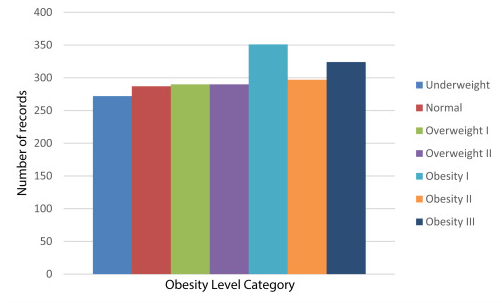 400
350
300
250
200
150
100
50
0
Number of records
Obesity Level Category
Underweight
Normal
Overweight I
Overweight II
Obesity I
Obesity II
Obesity III